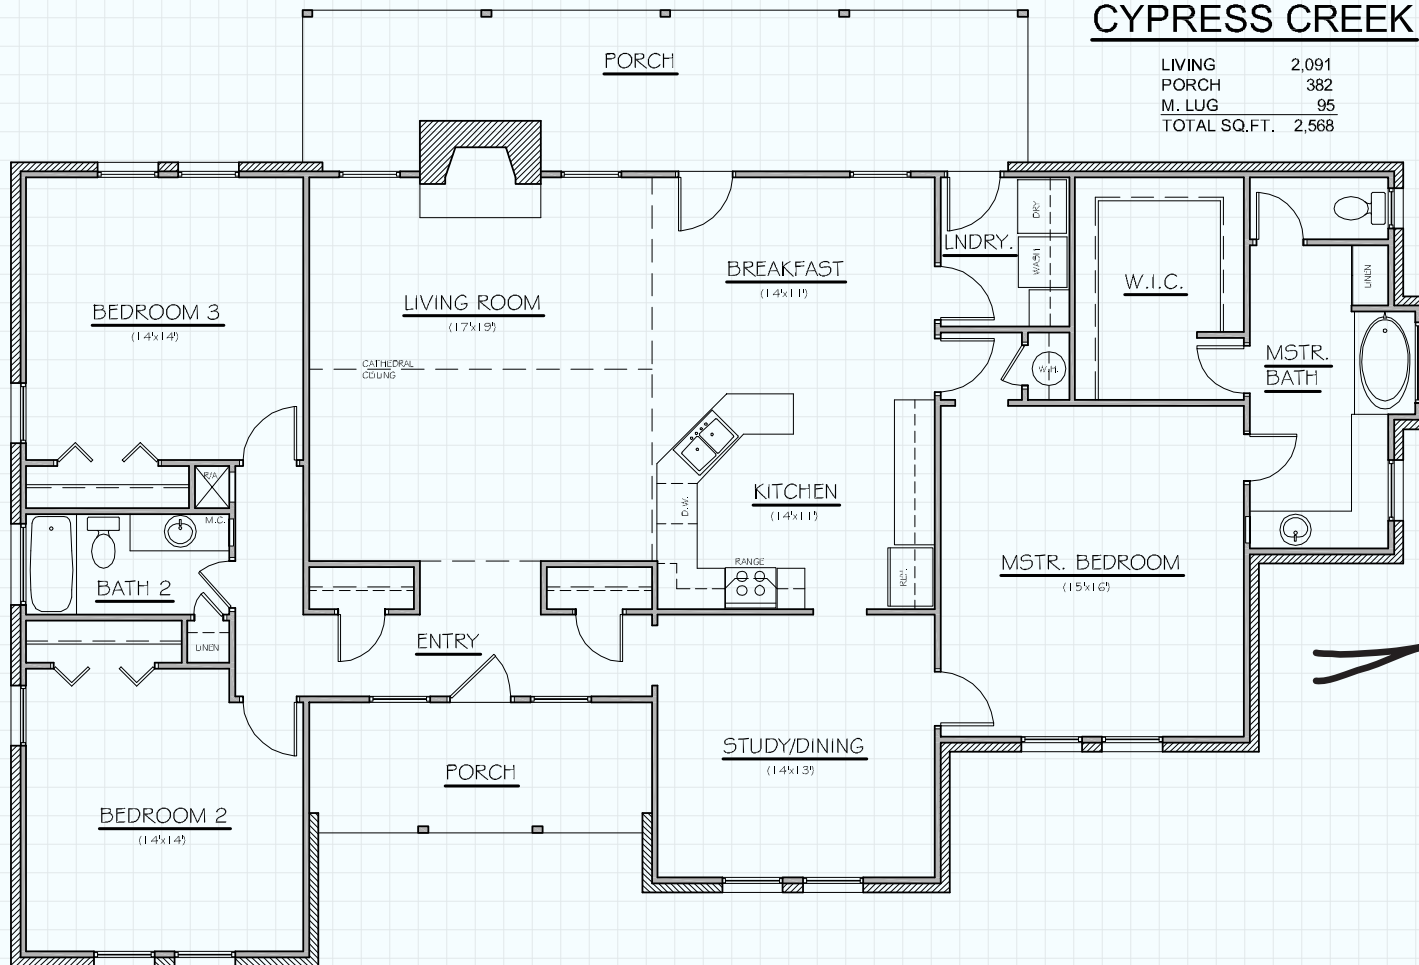 CYPRESS CREEK
LIVING 2,091
PORCH 382
M. LUG 95
TOTAL SQ.FT. 2,568
PORCH
BEDROOM 3
(14'x14')
LIVING ROOM
(17'x19')
CATHEDRAL
CEILING
BREAKFAST
(14'x11')
LNDRY.
DRY
WASH
W.I.C.
LINEN
MSTR.
BATH
W.H.
R/A
M.C.
BATH 2
LINEN
D.W.
KITCHEN
(14'x11')
RANGE
REF.
MSTR. BEDROOM
(15'x16')
ENTRY
STUDY/DINING
(14'x13')
PORCH
BEDROOM 2
(14'x14')